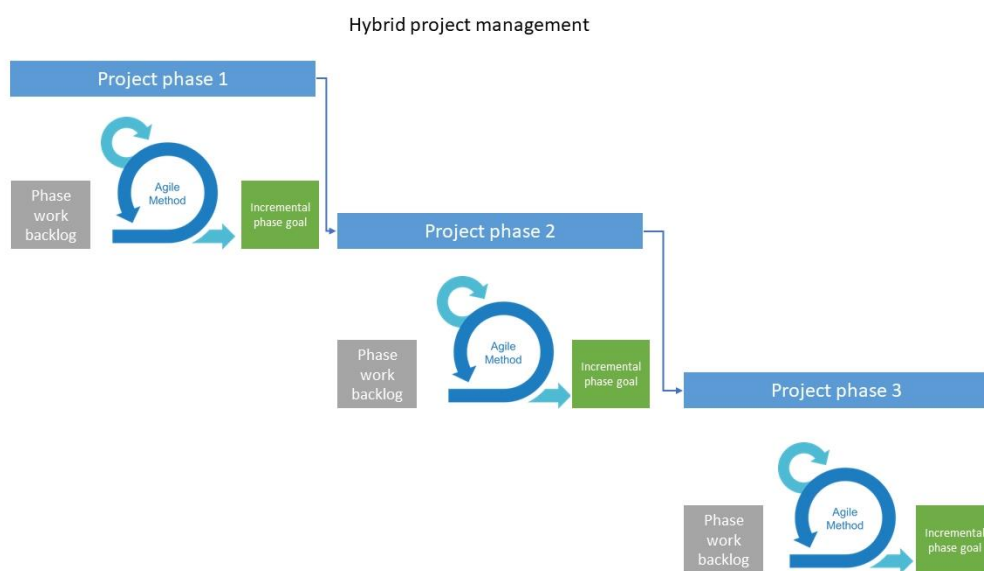 Hybrid project management
Project phase 1
Phase
work
backlog
Agile
Method
Incremental
phase goal
Project phase 2
Phase
work
backlog
Agile
Method
Incremental
phase goal
Project phase 3
Phase
work
backlog
Agile
Method
Incremental
phase goal